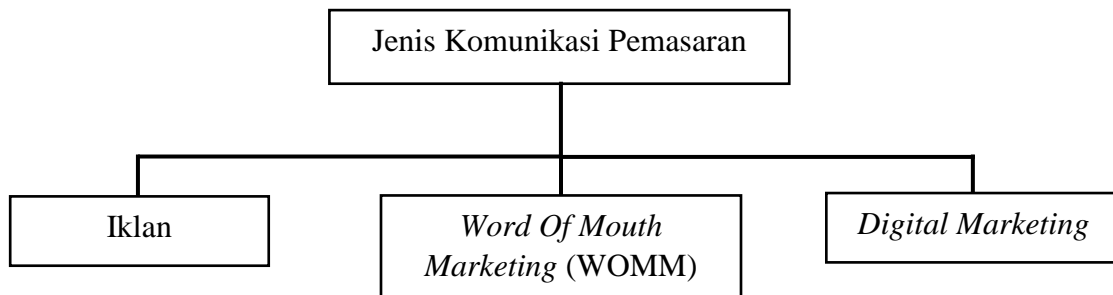 Jenis Komunikasi Pemasaran
Iklan
Word Of Mouth
Marketing (WOMM)
Digital Marketing